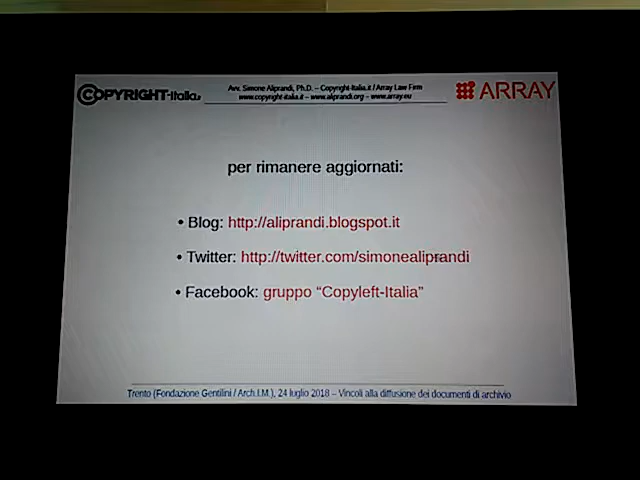 COPYRIGHT-Italia.it
Avv. Simone Aliprandi, Ph.D. – Copyright-Italia.it / Array Law Firm
www.copyright-italia.it – www.aliprandi.org – www.array.eu
ARRAY
per rimanere aggiornati:
• Blog: http://aliprandi.blogspot.it
• Twitter: http://twitter.com/simonealiprandi
• Facebook: gruppo “Copyleft-Italia”
Trento (Fondazione Gentilini / Arch.I.M.), 24 luglio 2018 – Vincoli alla diffusione dei documenti di archivio